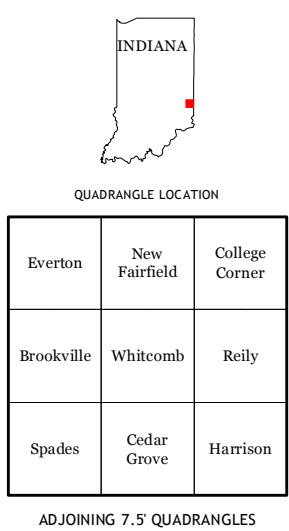 INDIANA
QUADRANGLE LOCATION
Everton
New
Fairfield
College
Corner
Brookville
Whitcomb
Reily
Spades
Cedar
Grove
Harrison
ADJOINING 7.5' QUADRANGLES